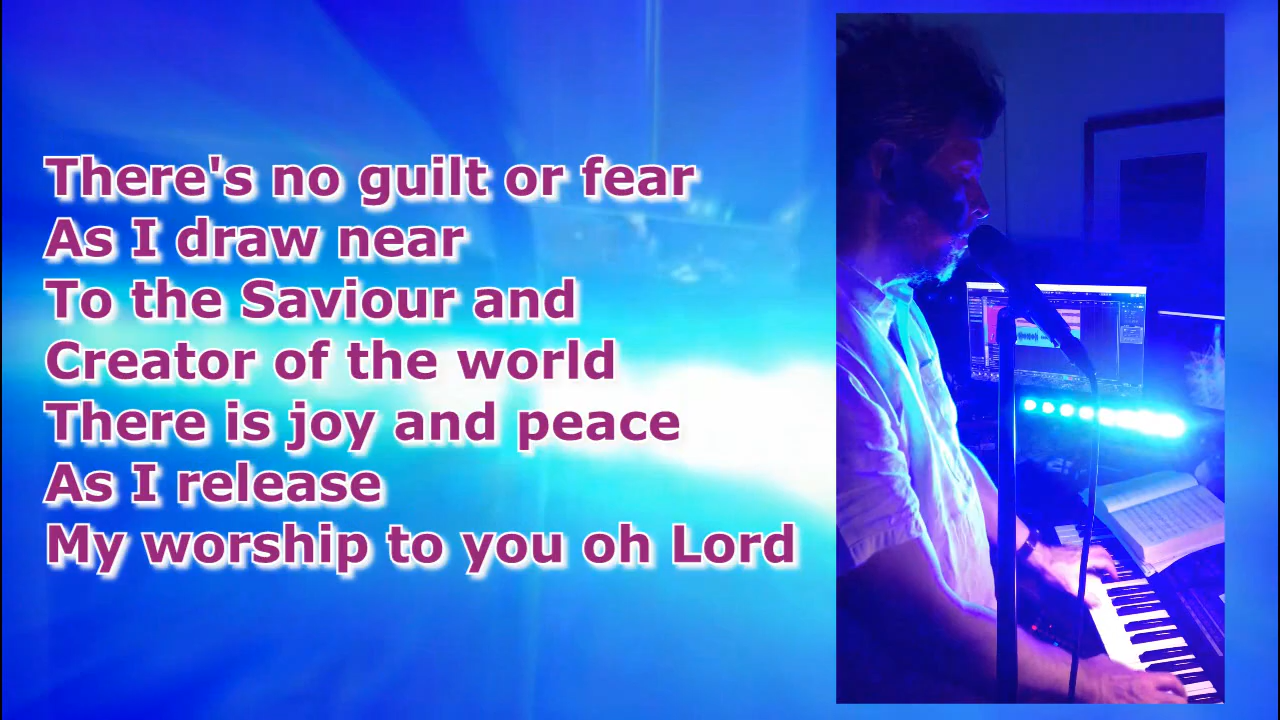 There's no guilt or fear
As I draw near
To the Saviour and
Creator of the world
There is joy and peace
As I release
My worship to you oh Lord